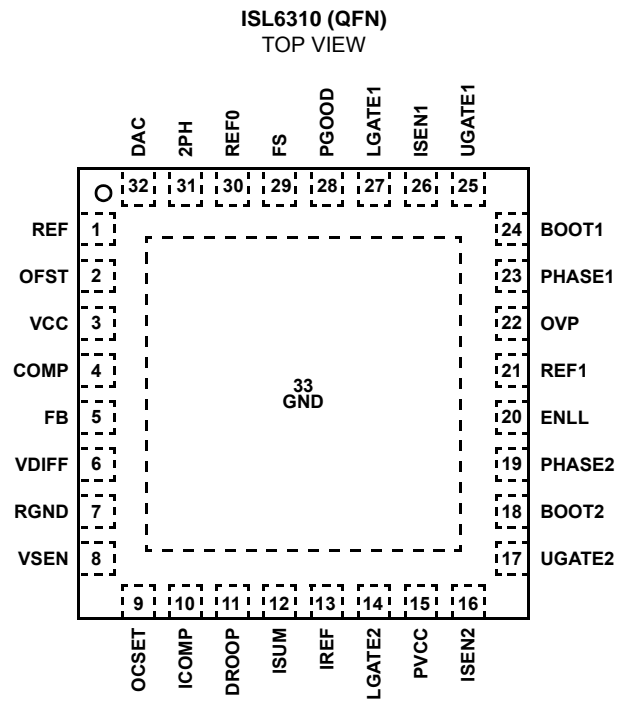 ISL6310 (QFN)
TOP VIEW
DAC
2PH
REF0
FS
PGOOD
LGATE1
ISEN1
UGATE1
32
31
30
29
28
27
26
25
REF 1
OFST 2
VCC 3
COMP 4
FB 5
VDIFF 6
RGND 7
VSEN 8
33
GND
24 BOOT1
23 PHASE1
22 OVP
21 REF1
20 ENLL
19 PHASE2
18 BOOT2
17 UGATE2
9
10
11
12
13
14
15
16
OCSET
ICOMP
DROOP
ISUM
IREF
LGATE2
PVCC
ISEN2